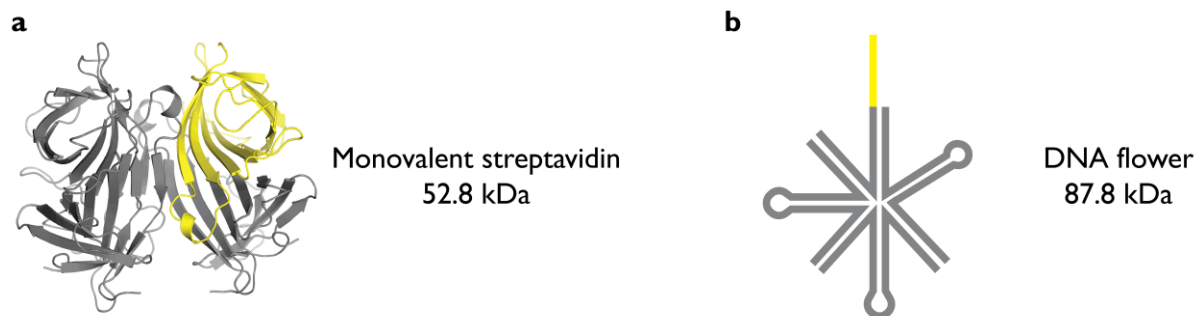 a
Monovalent streptavidin
52.8 kDa
b
DNA flower
87.8 kDa